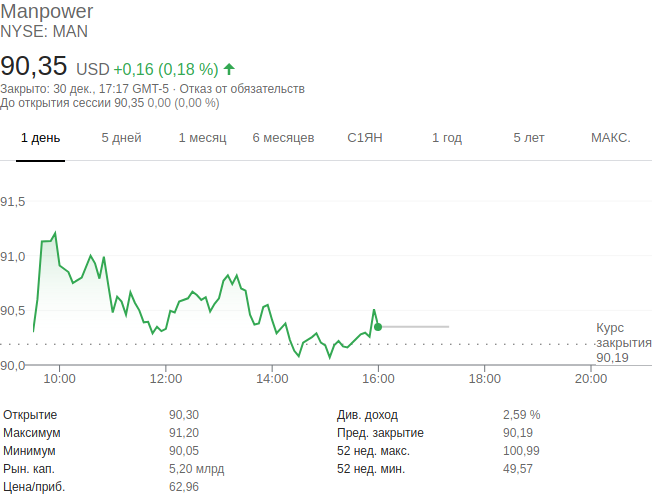 Manpower
NYSE: MAN
90,35 USD +0,16 (0,18 %)
Закрыто: 30 дек., 17:17 GMT-5 · Отказ от обязательств
До открытия сессии 90,35 0,00 (0,00 %)
1 день 5 дней 1 месяц 6 месяцев С1ЯН 1 год 5 лет МАКС.
91,5
91,0
90,5
90,0
Курс
закрытия
90,19
10:00 12:00 14:00 16:00 18:00 20:00
Открытие 90,30 Див. доход 2,59 %
Максимум 91,20 Пред. закрытие 90,19
Минимум 90,05 52 нед. макс. 100,99
Рын. кап. 5,20 млрд 52 нед. мин. 49,57
Цена/приб. 62,96